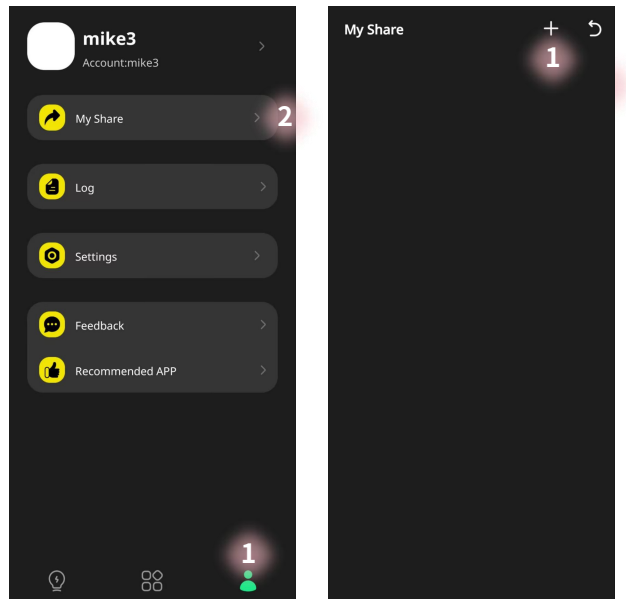 mike3
Account:mike3
My Share
2
Log
Settings
Feedback
Recommended APP
1
My Share
1